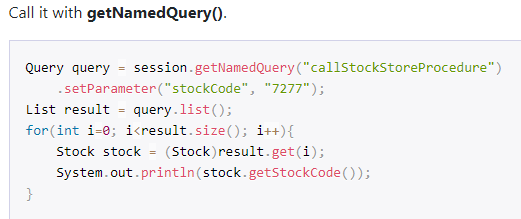 Call it with getNamedQuery().
Query query = session.getNamedQuery("callStockStoreProcedure")
    .setParameter("stockCode", "7277");
List result = query.list();
for(int i=0; i<result.size(); i++){
    Stock stock = (Stock)result.get(i);
    System.out.println(stock.getStockCode());
}